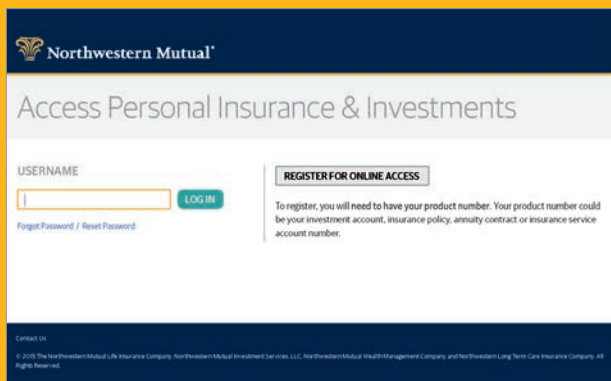 Northwestern Mutual®
Access Personal Insurance & Investments
USERNAME
LOG IN
Forgot Password / Reset Password
REGISTER FOR ONLINE ACCESS
To register, you will need to have your product number. Your product number could
be your investment account, insurance policy, annuity contract or insurance service
account number.
Contact Us
© 2015 The Northwestern Mutual Life Insurance Company. Northwestern Mutual Investment Services, LLC. Northwestern Mutual Wealth Management Company and Northwestern Long Term Care Insurance Company. All
Rights Reserved.